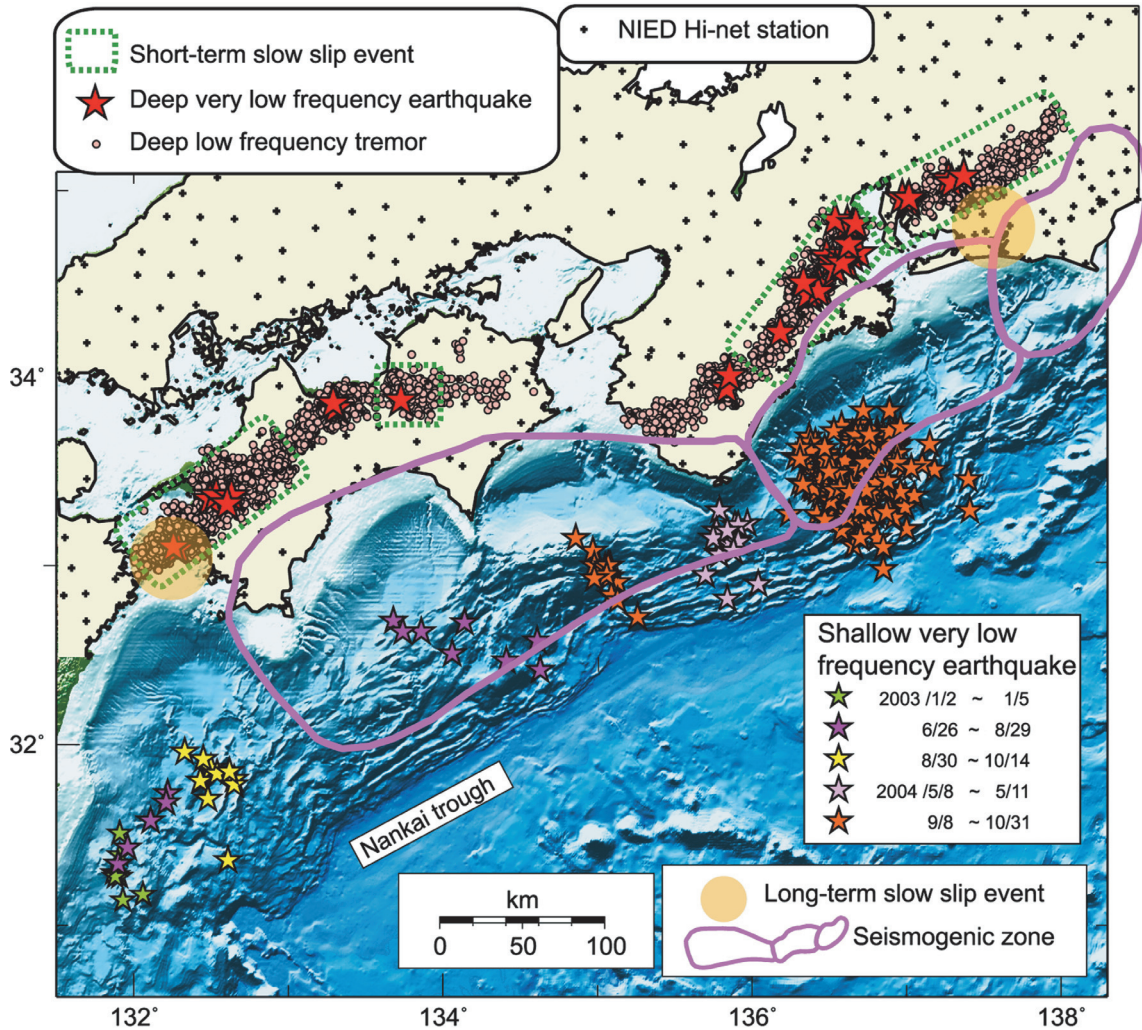 NIED Hi-net station
Short-term slow slip event
Deep very low frequency earthquake
Deep low frequency tremor
34°
32°
Nankai trough
Shallow very low
frequency earthquake
2003 /1/2 ~ 1/5
6/26 ~ 8/29
8/30 ~ 10/14
2004 /5/8 ~ 5/11
9/8 ~ 10/31
km
0 50 100
Long-term slow slip event
Seismogenic zone
132° 134° 136° 138°